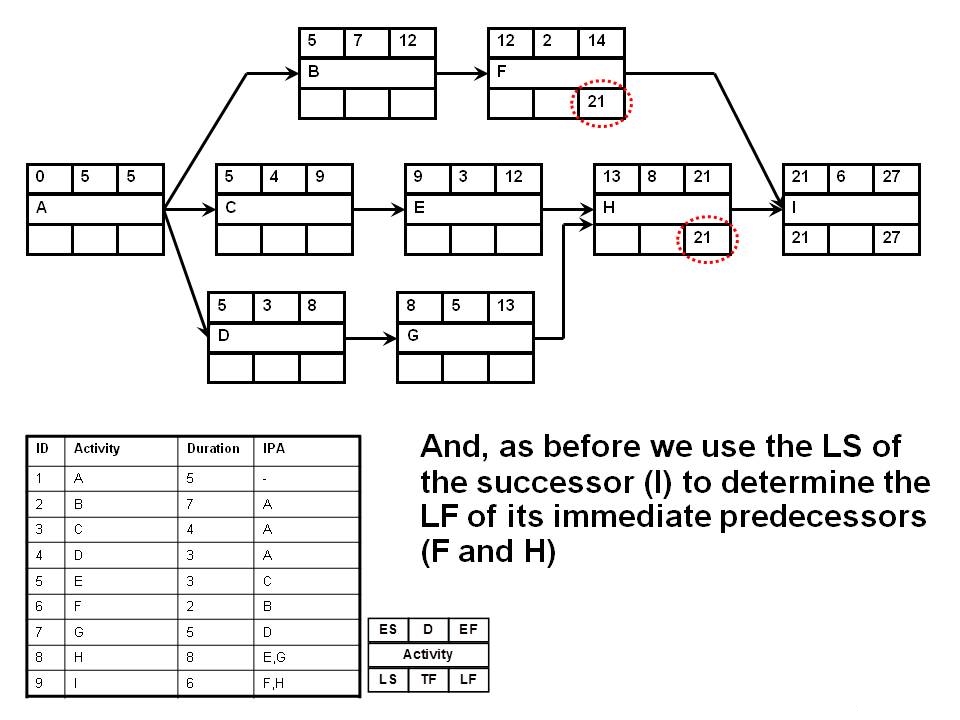 5 7 12
B
12 2 14
F
21
0 5 5
A
5 4 9
C
9 3 12
E
13 8 21
H
21
21 6 27
I
21 27
5 3 8
D
8 5 13
G
ID Activity Duration IPA
1 A 5 -
2 B 7 A
3 C 4 A
4 D 3 A
5 E 3 C
6 F 2 B
7 G 5 D
8 H 8 E,G
9 I 6 F,H
And, as before we use the LS of
the successor (I) to determine the
LF of its immediate predecessors
(F and H)
ES D EF
Activity
LS TF LF